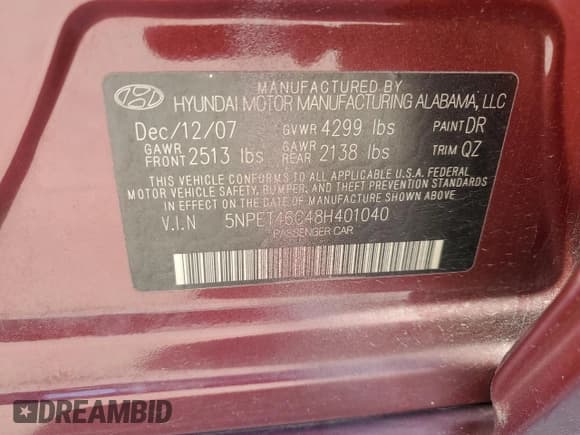 MANUFACTURED BY
HYUNDAI MOTOR MANUFACTURING ALABAMA, LLC
Dec/12/07 GVWR 4299 lbs PAINT DR
GAWR FRONT 2513 lbs GAWR REAR 2138 lbs TRIM QZ
THIS VEHICLE CONFORMS TO ALL APPLICABLE U.S.A. FEDERAL
MOTOR VEHICLE SAFETY, BUMPER, AND THEFT PREVENTION STANDARDS
IN EFFECT ON THE DATE OF MANUFACTURE SHOWN ABOVE.
V.I.N 5NPET46C48H401040
PASSENGER CAR
DREAMBID